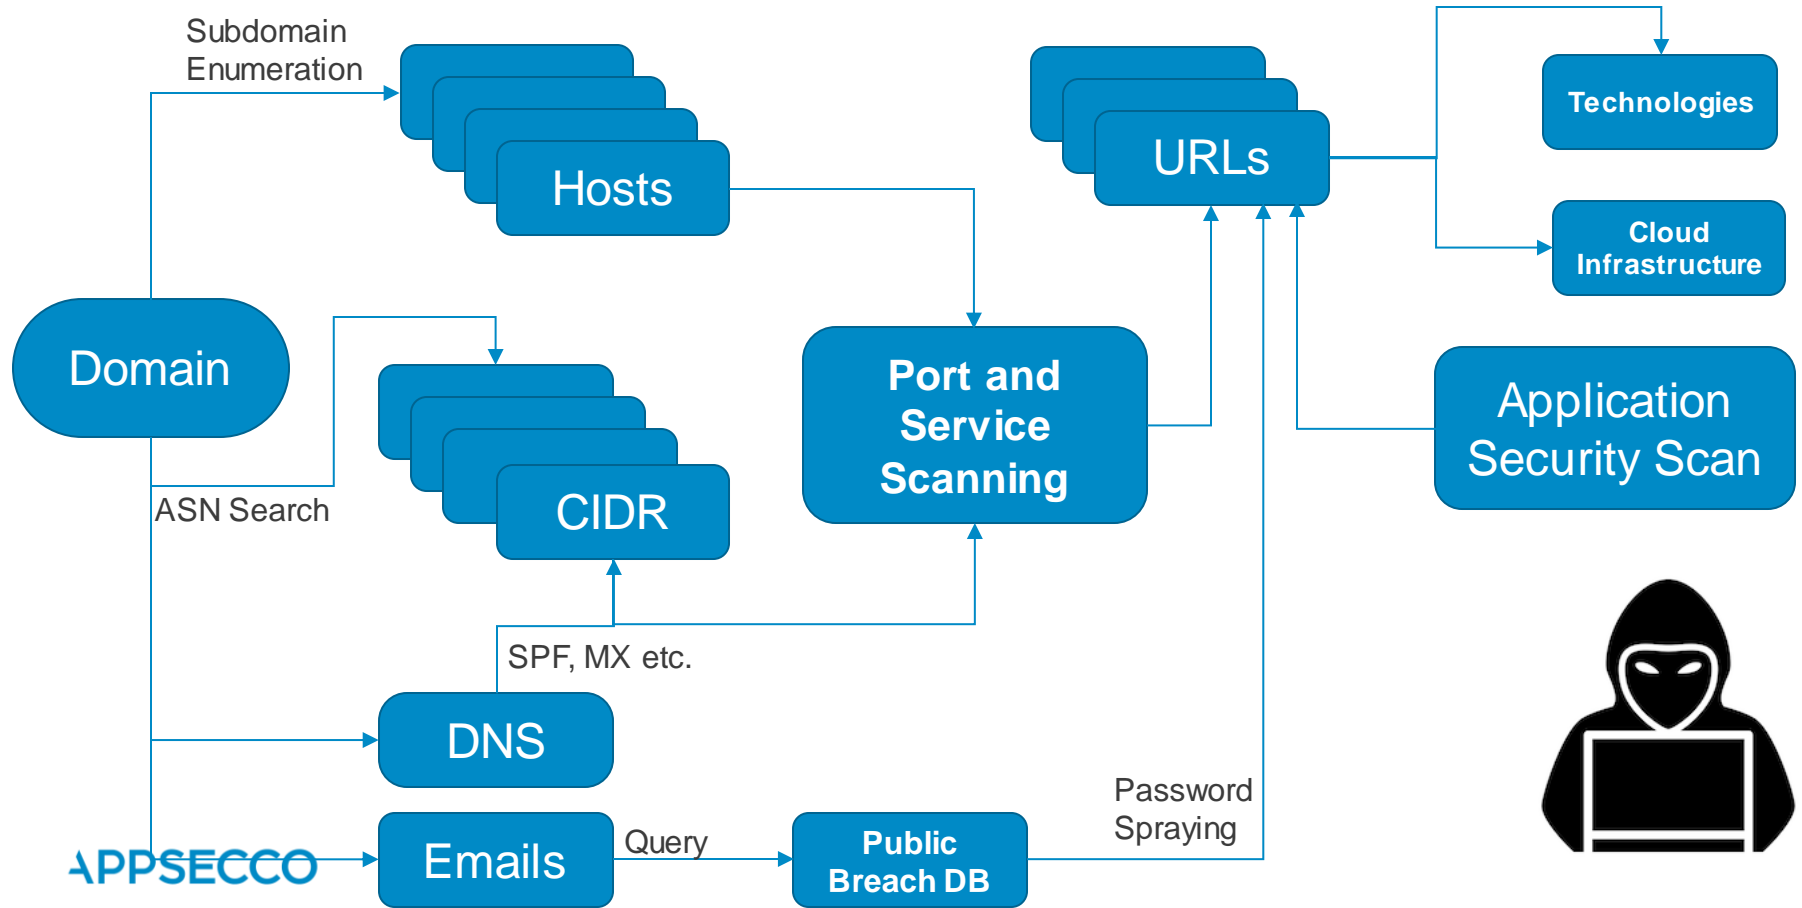 Subdomain
Enumeration
Hosts
URLs
Technologies
Cloud
Infrastructure
Domain
Port and
Service
Scanning
Application
Security Scan
ASN Search
CIDR
SPF, MX etc.
DNS
Password
Spraying
APPSECCO
Emails
Query
Public
Breach DB